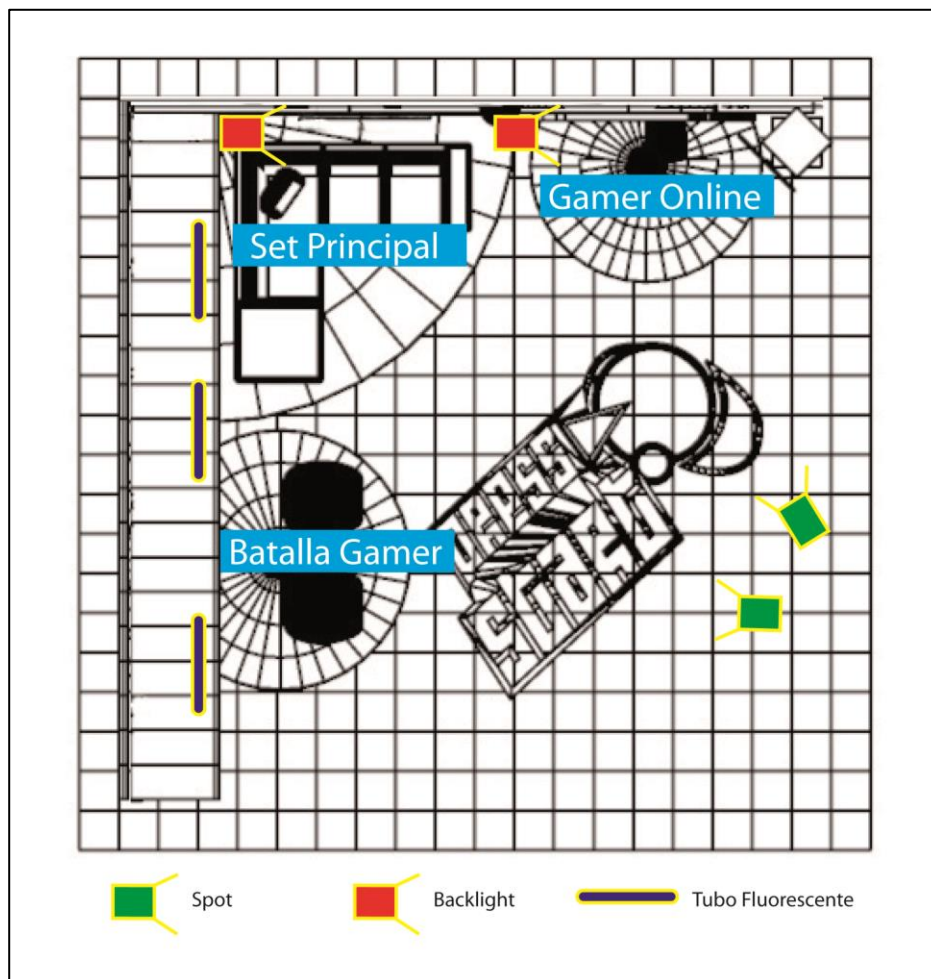 Gamer Online
Set Principal
Batalla Gamer
Spot
Backlight
Tubo Fluorescente